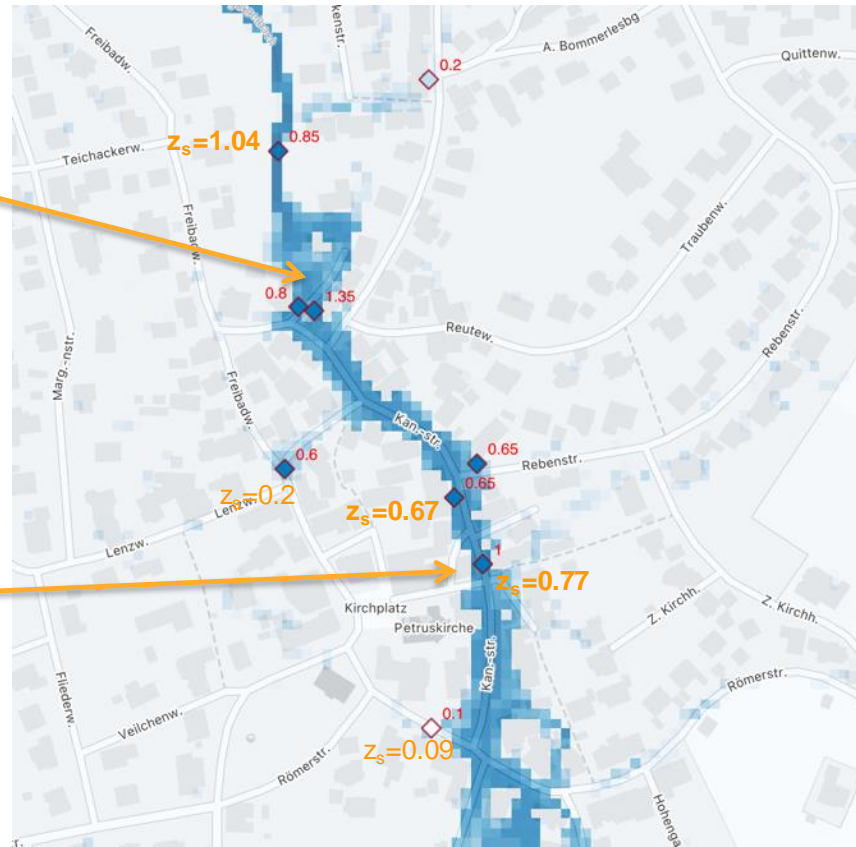 Freibadw.
kenstr.
A. Bommerlesbg
Quittenw.
0.2
zₛ=1.04
0.85
Teichackerw.
Freibadw.
Traubenw.
0.8
1.35
Reutew.
Rebenstr.
Marg.-nstr.
Freibadw.
Kan.-str.
0.65
Rebenstr.
0.6
0.65
zₛ=0.2
Lenzw.
zₛ=0.67
Lenzw.
1
zₛ=0.77
Kirchplatz
Z. Kirchh.
Z. Kirchh.
Petruskirche
Kan.-str.
Fliederw.
Römerstr.
Veilchenw.
0.1
zₛ=0.09
Römerstr.
Hohenga
tr.